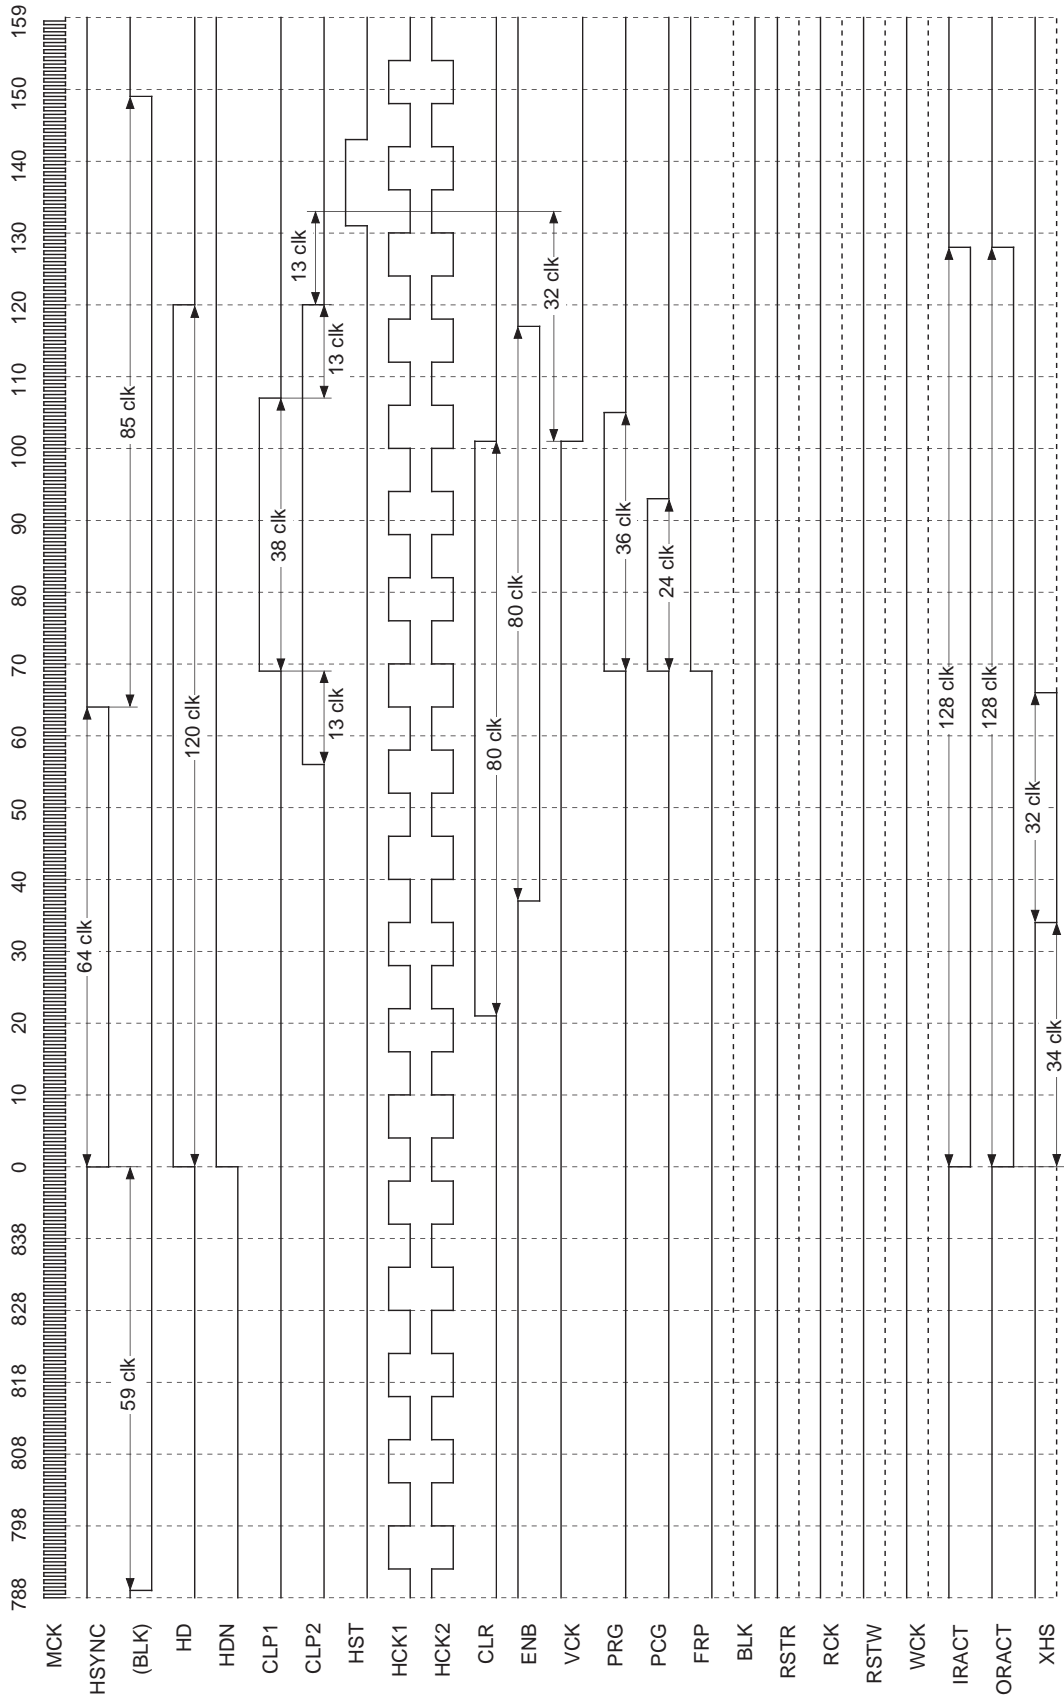 788 798 808 818 828 838 0 10 20 30 40 50 60 70 80 90 100 110 120 130 140 150 159
MCK
HSYNC 64 clk
(BLK) 59 clk 85 clk
HD 120 clk
HDN
CLP1 38 clk
CLP2 13 clk 13 clk 13 clk
HST
HCK1
HCK2
CLR 80 clk
ENB 80 clk
VCK 32 clk
PRG 36 clk
PCG 24 clk
FRP
BLK
RSTR
RCK
RSTW
WCK
IRACT 128 clk
ORACT 128 clk
XHS 34 clk 32 clk